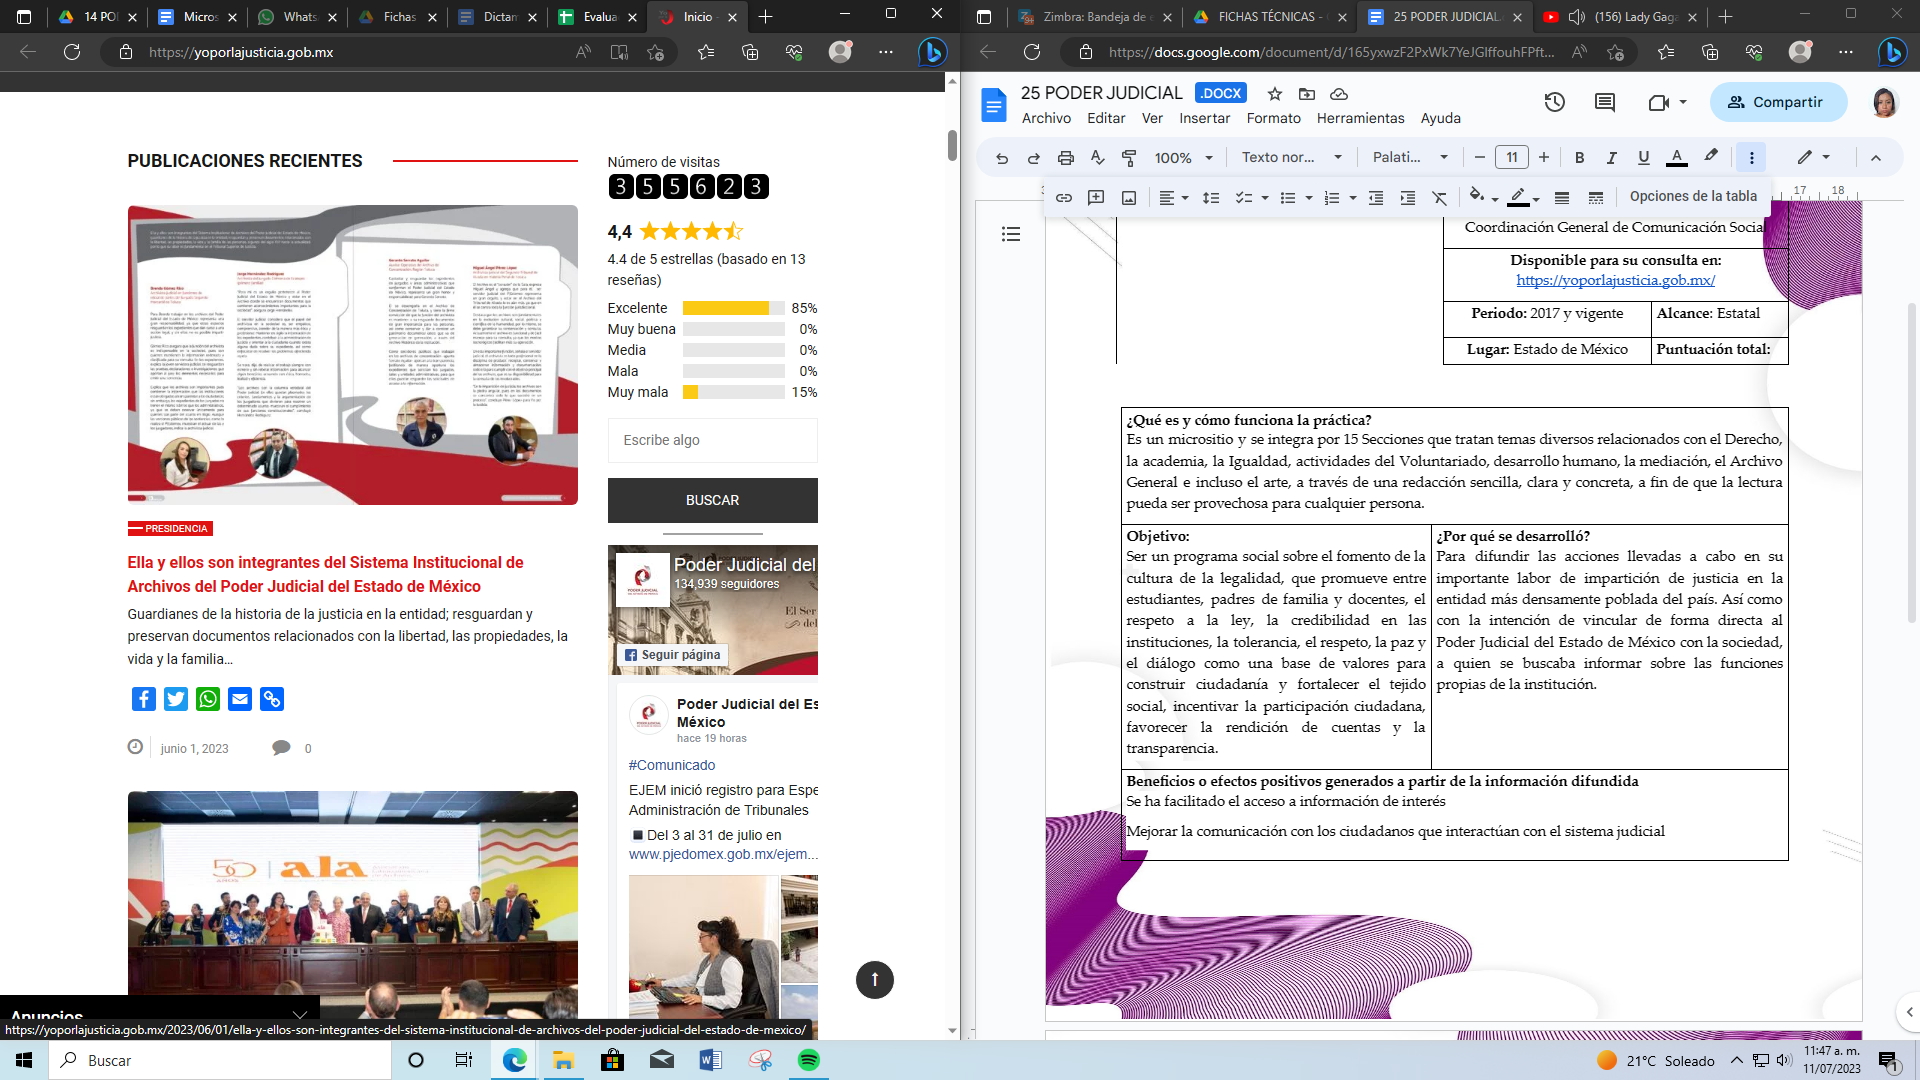 14 PO
Micros
Whats
Fichas
Dictam
Evalua
Inicio -
https://yoporlajusticia.gob.mx
PUBLICACIONES RECIENTES
PRESIDENCIA
Ella y ellos son integrantes del Sistema Institucional de
Archivos del Poder Judicial del Estado de México
Guardianes de la historia de la justicia en la entidad; resguardan y
preservan documentos relacionados con la libertad, las propiedades, la
vida y la familia...
junio 1, 2023
0
50 ala
Anuncios
https://yoporlajusticia.gob.mx/2023/06/01/ella-y-ellos-son-integrantes-del-sistema-institucional-de-archivos-del-poder-judicial-del-estado-de-mexico/
Número de visitas
355623
4,4
4.4 de 5 estrellas (basado en 13
reseñas)
Excelente 85%
Muy buena 0%
Media 0%
Mala 0%
Muy mala 15%
Escribe algo
BUSCAR
Poder Judicial del
134,939 seguidores
Seguir página
Poder Judicial del Es
México
hace 19 horas
#Comunicado
EJEM inició registro para Espe
Administración de Tribunales
Del 3 al 31 de julio en
www.pjedomex.gob.mx/ejem...
Zimbra: Bandeja de e
FICHAS TÉCNICAS -
25 PODER JUDICIAL
(156) Lady Gaga
https://docs.google.com/document/d/165yxwzF2PxWk7YeJGlffouhFPft...
25 PODER JUDICIAL .DOCX
Archivo Editar Ver Insertar Formato Herramientas Ayuda
Compartir
100% Texto nor... Palati... 11 B I U A
Opciones de la tabla
17 18
Coordinación General de Comunicación Social
Disponible para su consulta en:
https://yoporlajusticia.gob.mx/
Periodo: 2017 y vigente Alcance: Estatal
Lugar: Estado de México Puntuación total:
¿Qué es y cómo funciona la práctica?
Es un micrositio y se integra por 15 Secciones que tratan temas diversos relacionados con el Derecho,
la academia, la Igualdad, actividades del Voluntariado, desarrollo humano, la mediación, el Archivo
General e incluso el arte, a través de una redacción sencilla, clara y concreta, a fin de que la lectura
pueda ser provechosa para cualquier persona.
Objetivo:
Ser un programa social sobre el fomento de la
cultura de la legalidad, que promueve entre
estudiantes, padres de familia y docentes, el
respeto a la ley, la credibilidad en las
instituciones, la tolerancia, el respeto, la paz y
el diálogo como una base de valores para
construir ciudadanía y fortalecer el tejido
social, incentivar la participación ciudadana,
favorecer la rendición de cuentas y la
transparencia.
¿Por qué se desarrolló?
Para difundir las acciones llevadas a cabo en su
importante labor de impartición de justicia en la
entidad más densamente poblada del país. Así como
con la intención de vincular de forma directa al
Poder Judicial del Estado de México con la sociedad,
a quien se buscaba informar sobre las funciones
propias de la institución.
Beneficios o efectos positivos generados a partir de la información difundida
Se ha facilitado el acceso a información de interés
Mejorar la comunicación con los ciudadanos que interactúan con el sistema judicial
Buscar
21°C Soleado
11:47 a. m.
11/07/2023
1